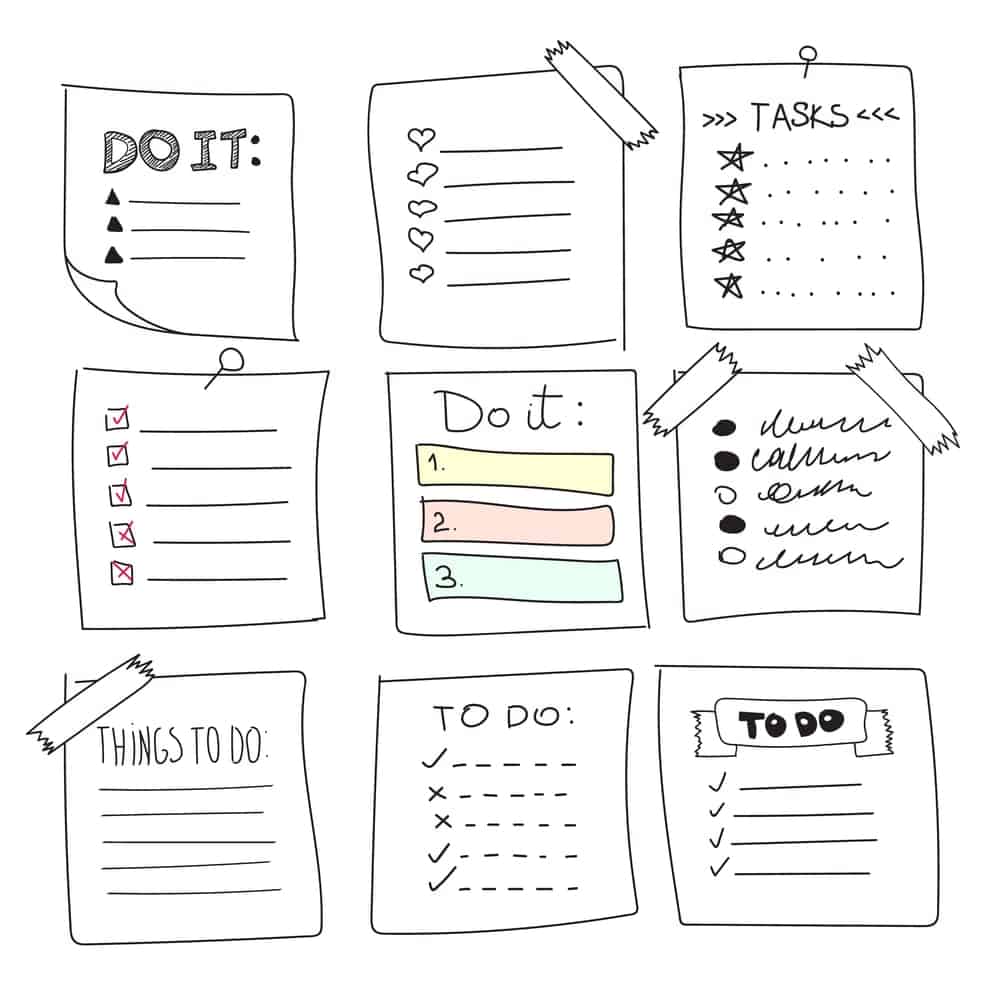 DO IT:
>>> TASKS <<<
Do it:
1.
2.
3.
THINGS TO DO:
TO DO:
TO DO